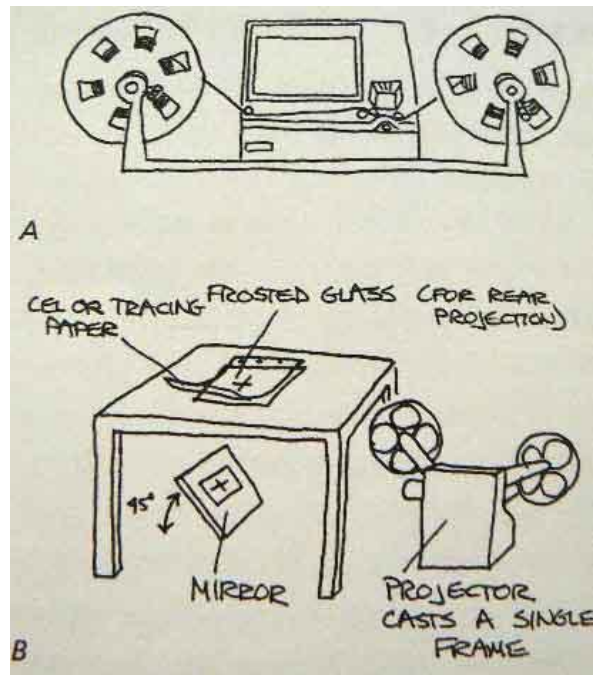 A
CEL OR TRACING
PAPER
FROSTED GLASS (FOR REAR
PROJECTION)
45°
MIRROR
PROJECTOR
CASTS A SINGLE
FRAME
B